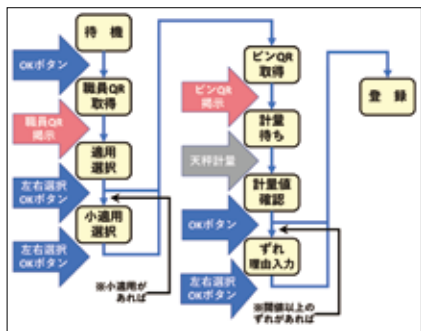 待機
OKボタン
職員QR
取得
職員QR
掲示
適用
選択
左右選択
OKボタン
小適用
選択
左右選択
OKボタン
※小適用が
あれば
ビンQR
取得
ビンQR
掲示
計量
待ち
天秤計量
計量値
確認
OKボタン
ずれ
理由入力
左右選択
OKボタン
※閾値以上の
ずれがあれば
登録